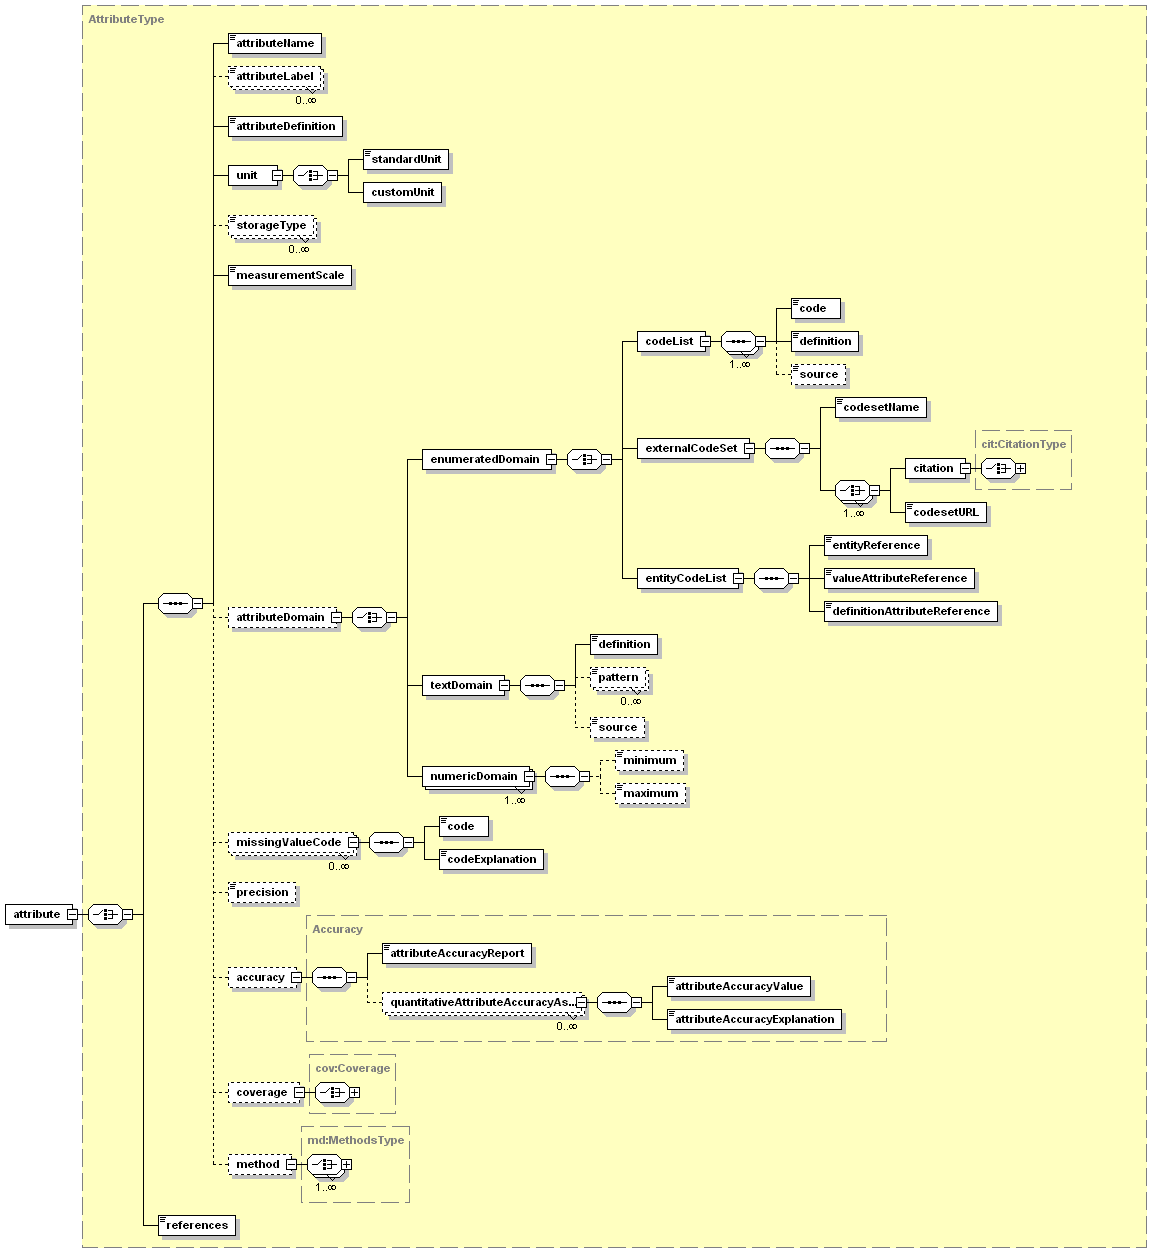 AttributeType
attributeName
attributeLabel
0..∞
attributeDefinition
unit
standardUnit
customUnit
storageType
0..∞
measurementScale
attributeDomain
enumeratedDomain
codeList
1..∞
code
definition
source
externalCodeSet
codesetName
1..∞
cit:CitationType
citation
codesetURL
entityCodeList
entityReference
valueAttributeReference
definitionAttributeReference
textDomain
definition
pattern
0..∞
source
numericDomain
1..∞
minimum
maximum
missingValueCode
0..∞
code
codeExplanation
precision
attribute
Accuracy
accuracy
attributeAccuracyReport
quantitativeAttributeAccuracyAs...
0..∞
attributeAccuracyValue
attributeAccuracyExplanation
cov:Coverage
coverage
md:MethodsType
method
1..∞
references